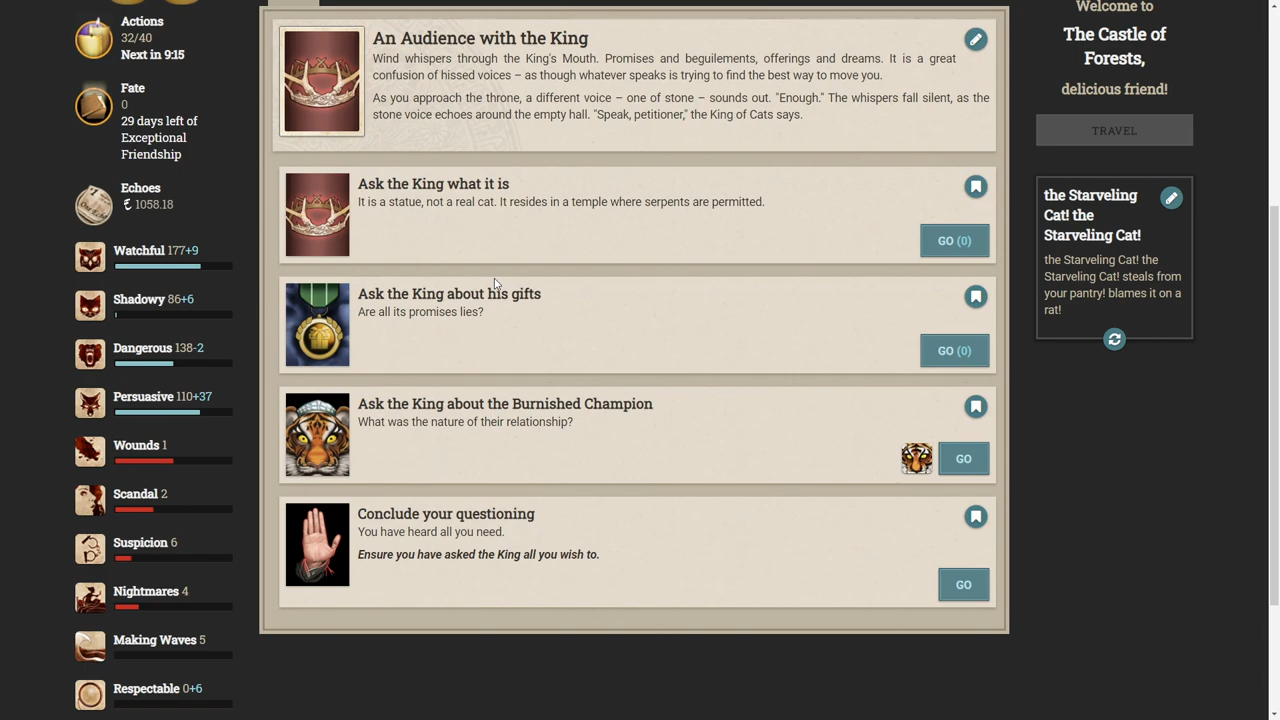 Actions
32/40
Next in 9:15
Fate
0
29 days left of
Exceptional
Friendship
Echoes
1058.18
Watchful 177+9
Shadowy 86+6
Dangerous 138-2
Persuasive 110+37
Wounds 1
Scandal 2
Suspicion 6
Nightmares 4
Making Waves 5
Respectable 0+6
An Audience with the King
Wind whispers through the King's Mouth. Promises and beguilements, offerings and dreams. It is a great
confusion of hissed voices – as though whatever speaks is trying to find the best way to move you.
As you approach the throne, a different voice – one of stone – sounds out. "Enough." The whispers fall silent, as the
stone voice echoes around the empty hall. "Speak, petitioner," the King of Cats says.
Ask the King what it is
It is a statue, not a real cat. It resides in a temple where serpents are permitted.
GO (0)
Ask the King about his gifts
Are all its promises lies?
GO (0)
Ask the King about the Burnished Champion
What was the nature of their relationship?
GO
Conclude your questioning
You have heard all you need.
Ensure you have asked the King all you wish to.
GO
Welcome to
The Castle of
Forests,
delicious friend!
TRAVEL
the Starveling
Cat! the
Starveling Cat!
the Starveling Cat! the
Starveling Cat! steals from
your pantry! blames it on a
rat!